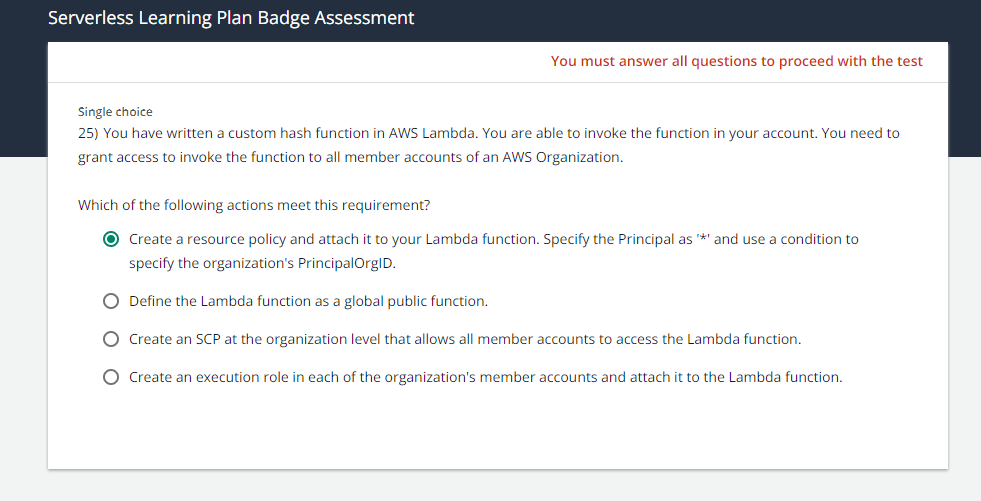 Serverless Learning Plan Badge Assessment
You must answer all questions to proceed with the test
Single choice
25) You have written a custom hash function in AWS Lambda. You are able to invoke the function in your account. You need to
grant access to invoke the function to all member accounts of an AWS Organization.
Which of the following actions meet this requirement?
Create a resource policy and attach it to your Lambda function. Specify the Principal as '*' and use a condition to
specify the organization's PrincipalOrgID.
Define the Lambda function as a global public function.
Create an SCP at the organization level that allows all member accounts to access the Lambda function.
Create an execution role in each of the organization's member accounts and attach it to the Lambda function.